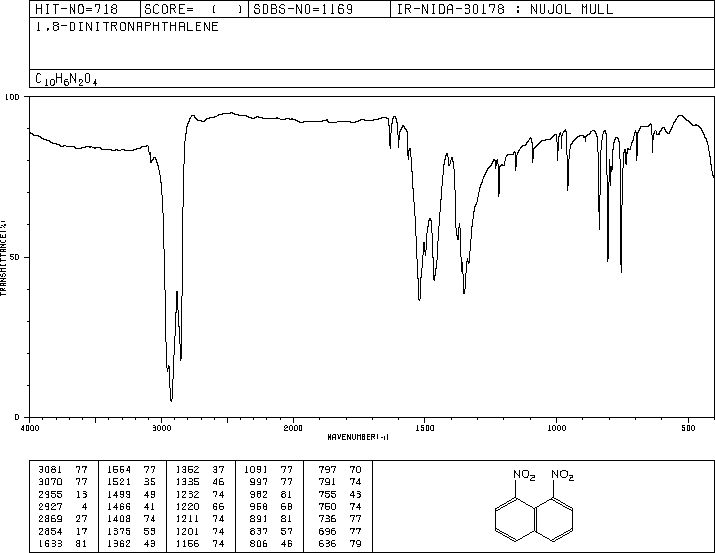 HIT-NO=718 SCORE= ( ) SDBS-NO=1169 IR-NIDA-30178 : NUJOL MULL
1,8-DINITRONAPHTHALENE
C10H6N2O4
100
50
0
TRANSMITTANCE(%)
4000 3000 2000 1500 1000 500
WAVENUMBER(-1)
3081 77 1564 77 1352 37 1091 77 797 70
3070 77 1521 35 1335 46 997 77 791 74
2955 13 1499 49 1232 74 982 81 755 43
2927 4 1466 41 1220 66 958 68 750 74
2869 27 1408 74 1211 74 891 81 736 77
2854 17 1375 53 1201 74 837 57 696 77
1633 81 1362 43 1156 74 806 46 636 79
NO2 NO2